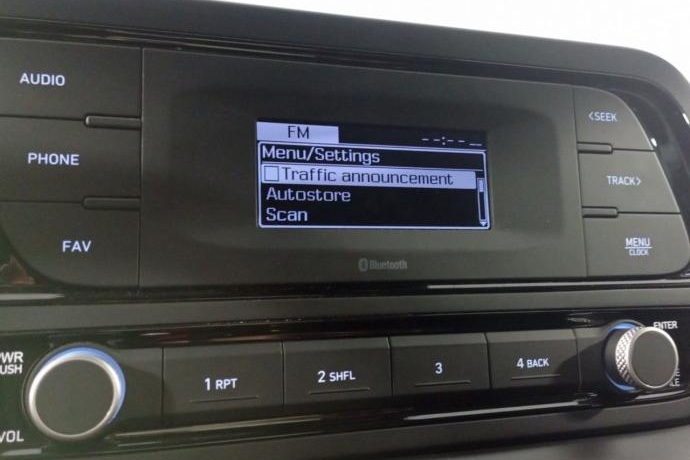 AUDIO
PHONE
FAV
FM
--:-- --
Menu/Settings
Traffic announcement
Autostore
Scan
Bluetooth
<SEEK
TRACK>
MENU
CLOCK
PWR
VOL
1 RPT
2 SHFL
3
4 BACK
ENTER